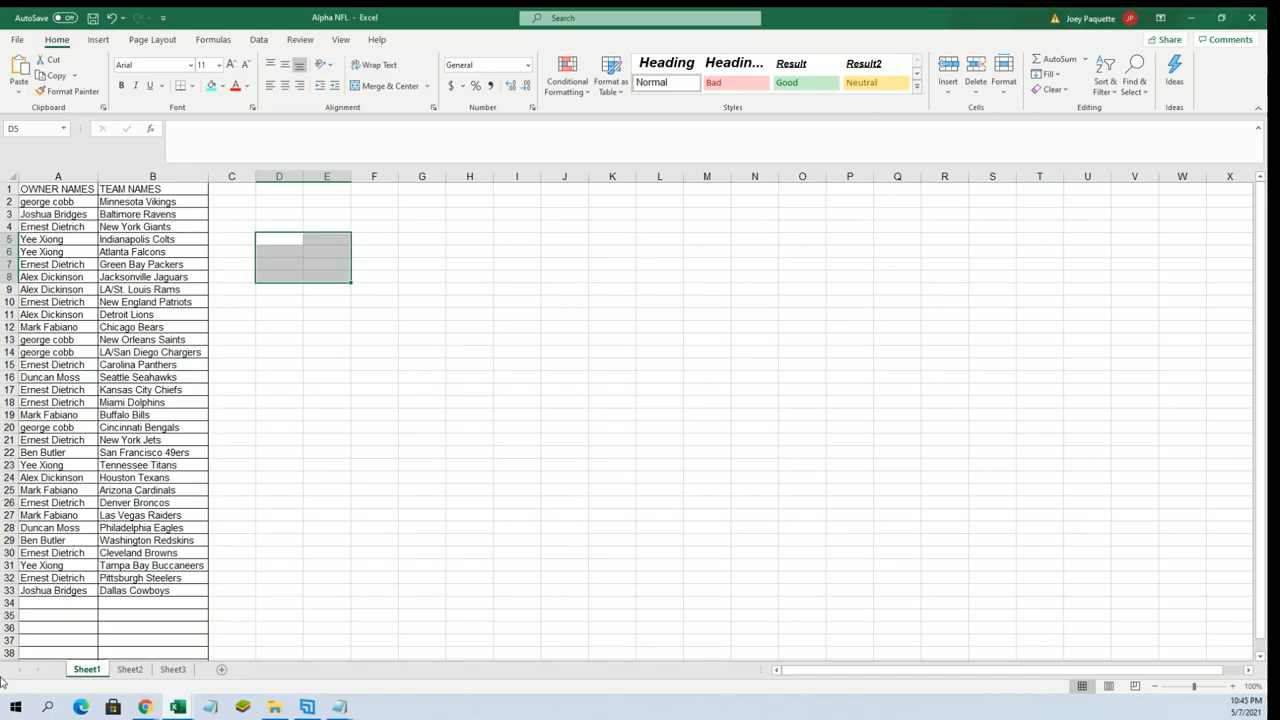 AutoSave Off Alpha NFL - Excel Search Joey Paquette JP
File Home Insert Page Layout Formulas Data Review View Help Share Comments
Paste Cut Copy Format Painter Clipboard
Arial 11 A A B I U A Font
ab Wrap Text Merge & Center Alignment
General $ % , Number
Conditional Formatting Format as Table
Heading Headin... Result Result2
Normal Bad Good Neutral
Styles
Insert Delete Format Cells
AutoSum Fill Clear Sort & Filter Find & Select Editing
Ideas Ideas
D5 fx
A B C D E F G H I J K L M N O P Q R S T U V W X
1 OWNER NAMES TEAM NAMES
2 george cobb Minnesota Vikings
3 Joshua Bridges Baltimore Ravens
4 Ernest Dietrich New York Giants
5 Yee Xiong Indianapolis Colts
6 Yee Xiong Atlanta Falcons
7 Ernest Dietrich Green Bay Packers
8 Alex Dickinson Jacksonville Jaguars
9 Alex Dickinson LA/St. Louis Rams
10 Ernest Dietrich New England Patriots
11 Alex Dickinson Detroit Lions
12 Mark Fabiano Chicago Bears
13 george cobb New Orleans Saints
14 george cobb LA/San Diego Chargers
15 Ernest Dietrich Carolina Panthers
16 Duncan Moss Seattle Seahawks
17 Ernest Dietrich Kansas City Chiefs
18 Ernest Dietrich Miami Dolphins
19 Mark Fabiano Buffalo Bills
20 george cobb Cincinnati Bengals
21 Ernest Dietrich New York Jets
22 Ben Butler San Francisco 49ers
23 Yee Xiong Tennessee Titans
24 Alex Dickinson Houston Texans
25 Mark Fabiano Arizona Cardinals
26 Ernest Dietrich Denver Broncos
27 Mark Fabiano Las Vegas Raiders
28 Duncan Moss Philadelphia Eagles
29 Ben Butler Washington Redskins
30 Ernest Dietrich Cleveland Browns
31 Yee Xiong Tampa Bay Buccaneers
32 Ernest Dietrich Pittsburgh Steelers
33 Joshua Bridges Dallas Cowboys
34
35
36
37
38
Sheet1 Sheet2 Sheet3
100%
10:45 PM
5/7/2021